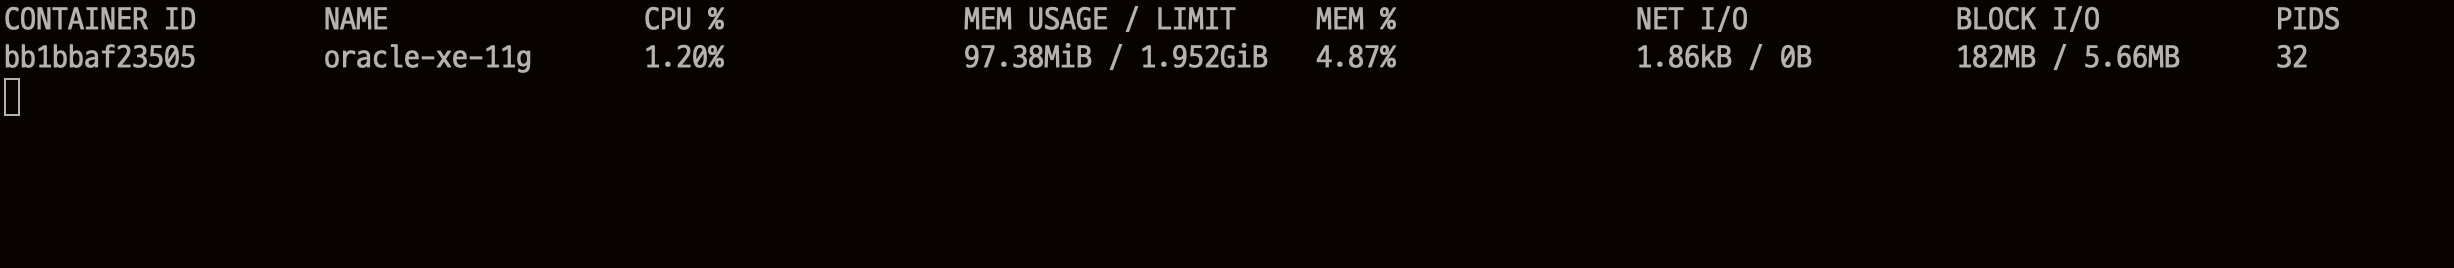 CONTAINER ID NAME CPU % MEM USAGE / LIMIT MEM % NET I/O BLOCK I/O PIDS
bb1bbaf23505 oracle-xe-11g 1.20% 97.38MiB / 1.952GiB 4.87% 1.86kB / 0B 182MB / 5.66MB 32